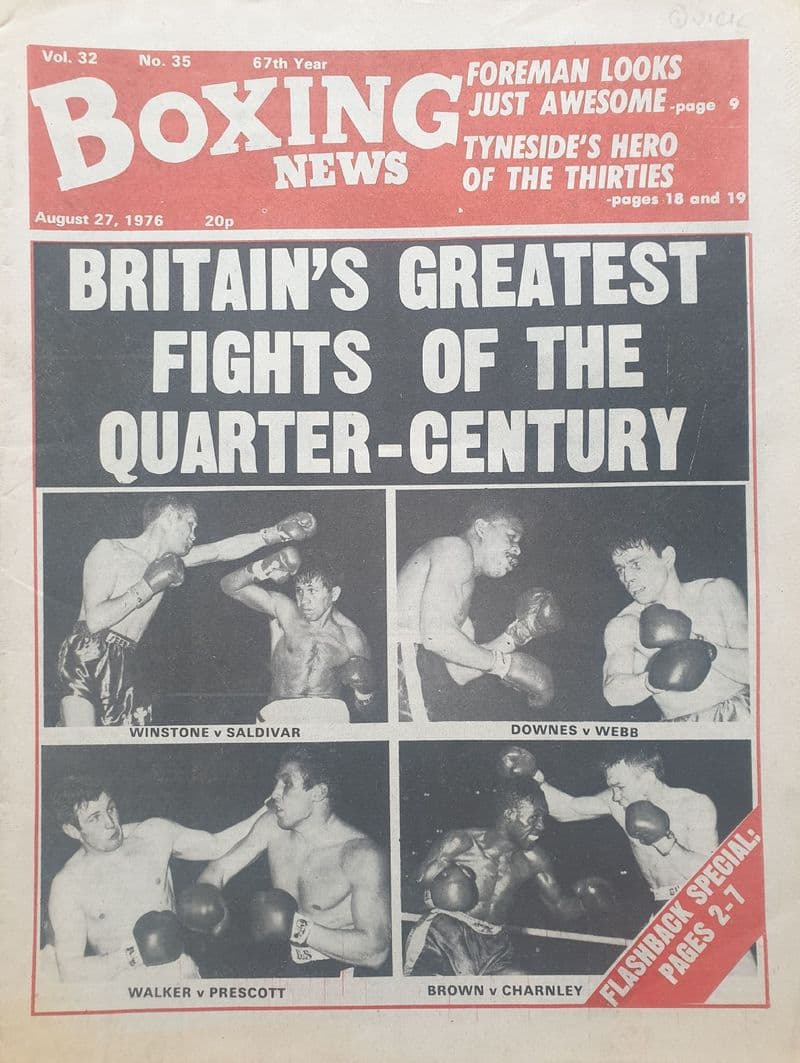 Vol. 32 No. 35 67th Year
BOXING
NEWS
August 27, 1976 20p
FOREMAN LOOKS
JUST AWESOME -page 9
TYNESIDE'S HERO
OF THE THIRTIES
-pages 18 and 19
BRITAIN'S GREATEST
FIGHTS OF THE
QUARTER-CENTURY
WINSTONE v SALDIVAR
DOWNES v WEBB
WALKER v PRESCOTT
BROWN v CHARNLEY
FLASHBACK SPECIAL:
PAGES 2-7